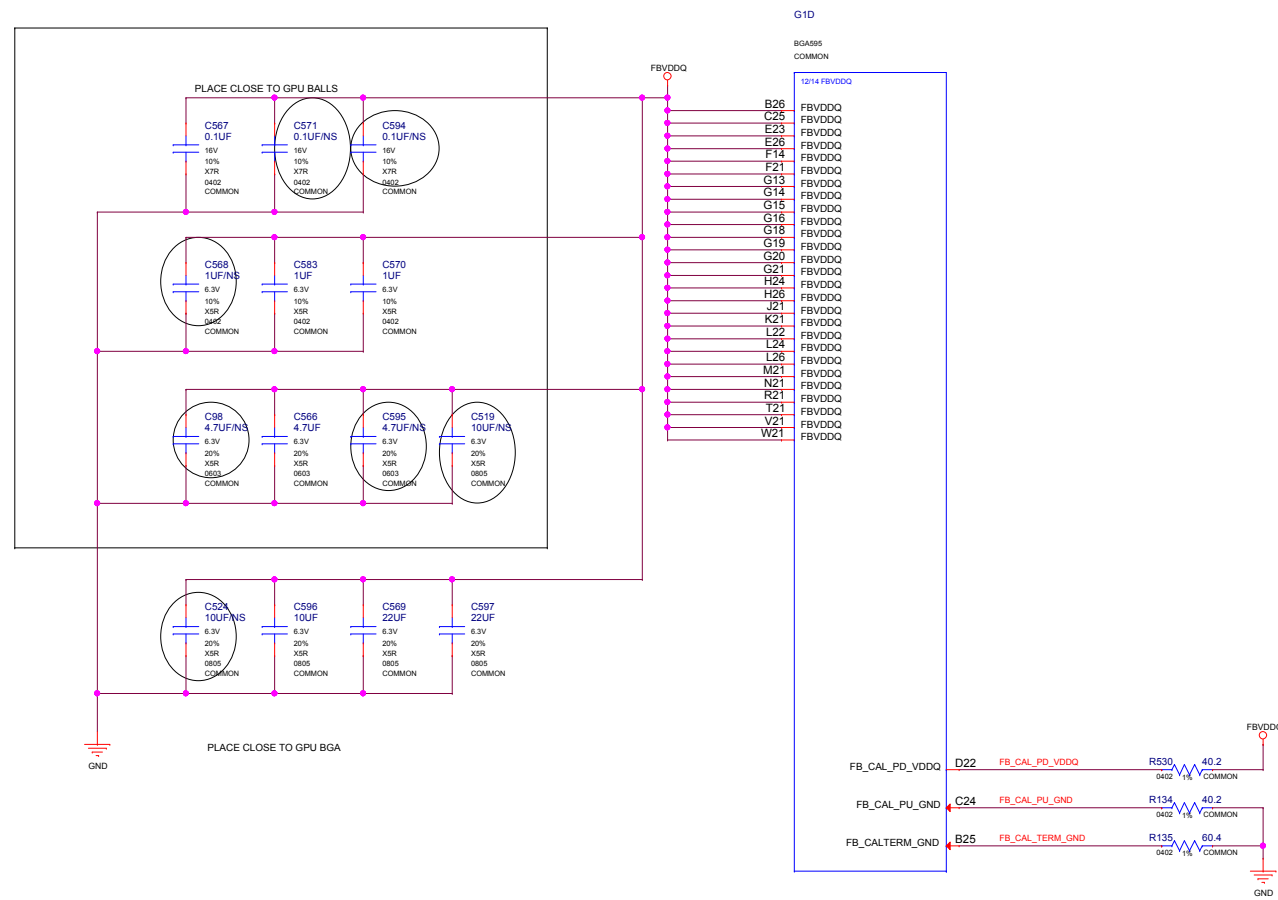 G1D
BGA595
COMMON
12/14 FBVDDQ
FBVDDQ
PLACE CLOSE TO GPU BALLS
C567
0.1UF
16V
10%
X7R
0402
COMMON
C571
0.1UF/NS
16V
10%
X7R
0402
COMMON
C594
0.1UF/NS
16V
10%
X7R
0402
COMMON
C568
1UF/NS
6.3V
10%
X5R
0402
COMMON
C583
1UF
6.3V
10%
X5R
0402
COMMON
C570
1UF
6.3V
10%
X5R
0402
COMMON
C98
4.7UF/NS
6.3V
20%
X5R
0603
COMMON
C566
4.7UF
6.3V
20%
X5R
0603
COMMON
C595
4.7UF/NS
6.3V
20%
X5R
0603
COMMON
C519
10UF/NS
6.3V
20%
X5R
0805
COMMON
C524
10UF/NS
6.3V
20%
X5R
0805
COMMON
C596
10UF
6.3V
20%
X5R
0805
COMMON
C569
22UF
6.3V
20%
X5R
0805
COMMON
C597
22UF
6.3V
20%
X5R
0805
COMMON
PLACE CLOSE TO GPU BGA
GND
B26 FBVDDQ
C25 FBVDDQ
E23 FBVDDQ
E26 FBVDDQ
F14 FBVDDQ
F21 FBVDDQ
G13 FBVDDQ
G14 FBVDDQ
G15 FBVDDQ
G16 FBVDDQ
G18 FBVDDQ
G19 FBVDDQ
G20 FBVDDQ
G21 FBVDDQ
H24 FBVDDQ
H26 FBVDDQ
J21 FBVDDQ
K21 FBVDDQ
L22 FBVDDQ
L24 FBVDDQ
L26 FBVDDQ
M21 FBVDDQ
N21 FBVDDQ
R21 FBVDDQ
T21 FBVDDQ
V21 FBVDDQ
W21 FBVDDQ
FBVDDQ
FB_CAL_PD_VDDQ D22 FB_CAL_PD_VDDQ R530 40.2
0402 1% COMMON
FB_CAL_PU_GND C24 FB_CAL_PU_GND R134 40.2
0402 1% COMMON
FB_CALTERM_GND B25 FB_CAL_TERM_GND R135 60.4
0402 1% COMMON
GND